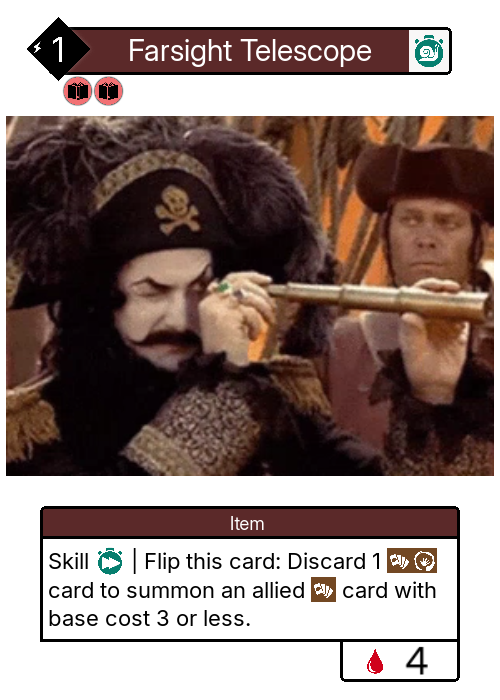 1
Farsight Telescope
Item
Skill | Flip this card: Discard 1
card to summon an allied card with
base cost 3 or less.
4